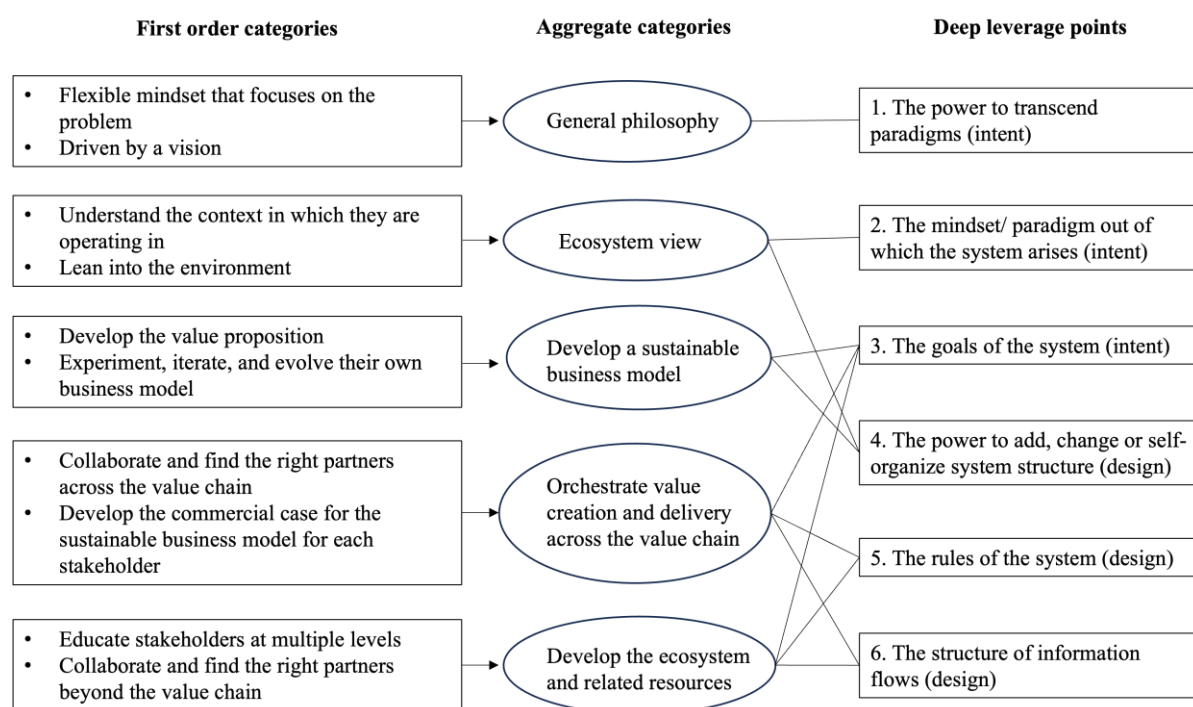 First order categories
Aggregate categories
Deep leverage points
• Flexible mindset that focuses on the
problem
• Driven by a vision
General philosophy
1. The power to transcend
paradigms (intent)
• Understand the context in which they are
operating in
• Lean into the environment
Ecosystem view
2. The mindset/ paradigm out of
which the system arises (intent)
• Develop the value proposition
• Experiment, iterate, and evolve their own
business model
Develop a sustainable
business model
3. The goals of the system (intent)
• Collaborate and find the right partners
across the value chain
• Develop the commercial case for the
sustainable business model for each
stakeholder
Orchestrate value
creation and delivery
across the value chain
4. The power to add, change or self-
organize system structure (design)
5. The rules of the system (design)
• Educate stakeholders at multiple levels
• Collaborate and find the right partners
beyond the value chain
Develop the ecosystem
and related resources
6. The structure of information
flows (design)